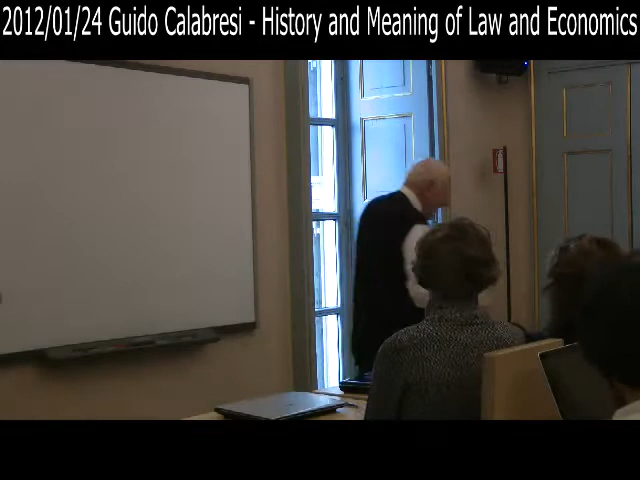 2012/01/24 Guido Calabresi - History and Meaning of Law and Economics